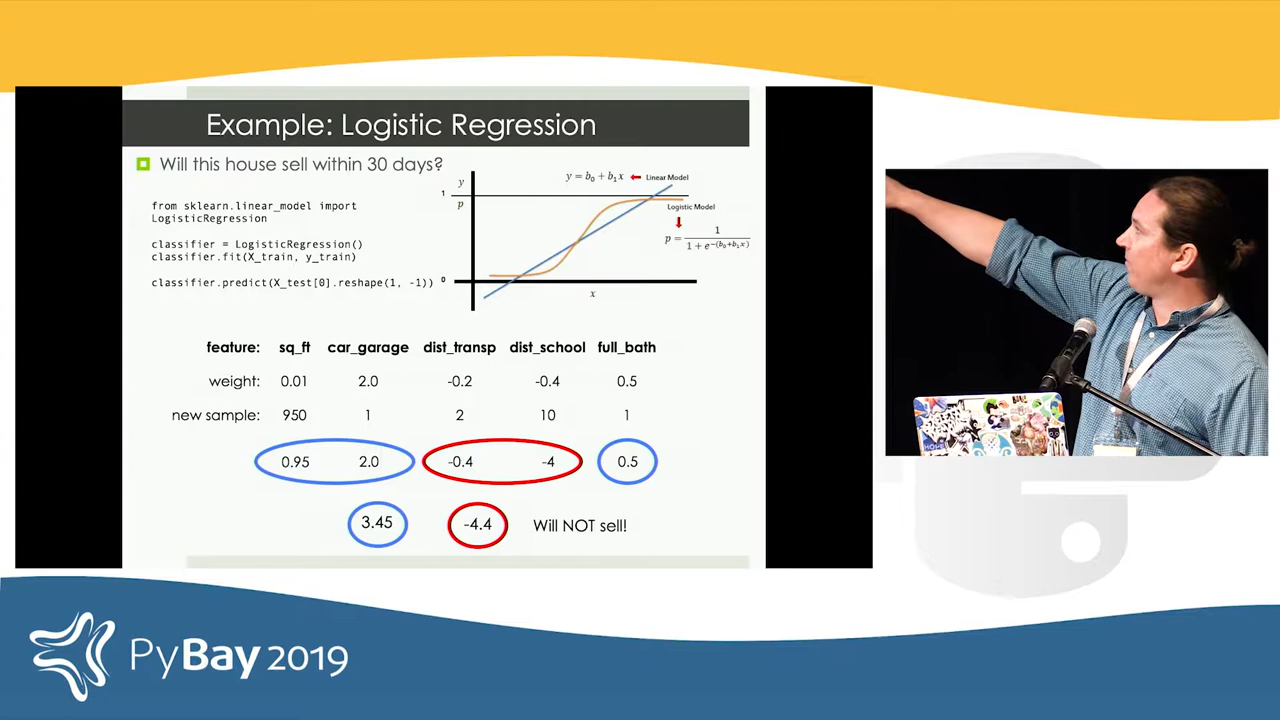 Example: Logistic Regression
Will this house sell within 30 days?
from sklearn.linear_model import
LogisticRegression
classifier = LogisticRegression()
classifier.fit(X_train, y_train)
classifier.predict(X_test[0].reshape(1, -1))
y
1
p
0
x
y = b₀ + b₁x
Linear Model
Logistic Model
p = 1 / 1 + e^-(b₀+b₁x)
feature: sq_ft car_garage dist_transp dist_school full_bath
weight: 0.01 2.0 -0.2 -0.4 0.5
new sample: 950 1 2 10 1
0.95 2.0 -0.4 -4 0.5
3.45 -4.4 Will NOT sell!
PyBay 2019